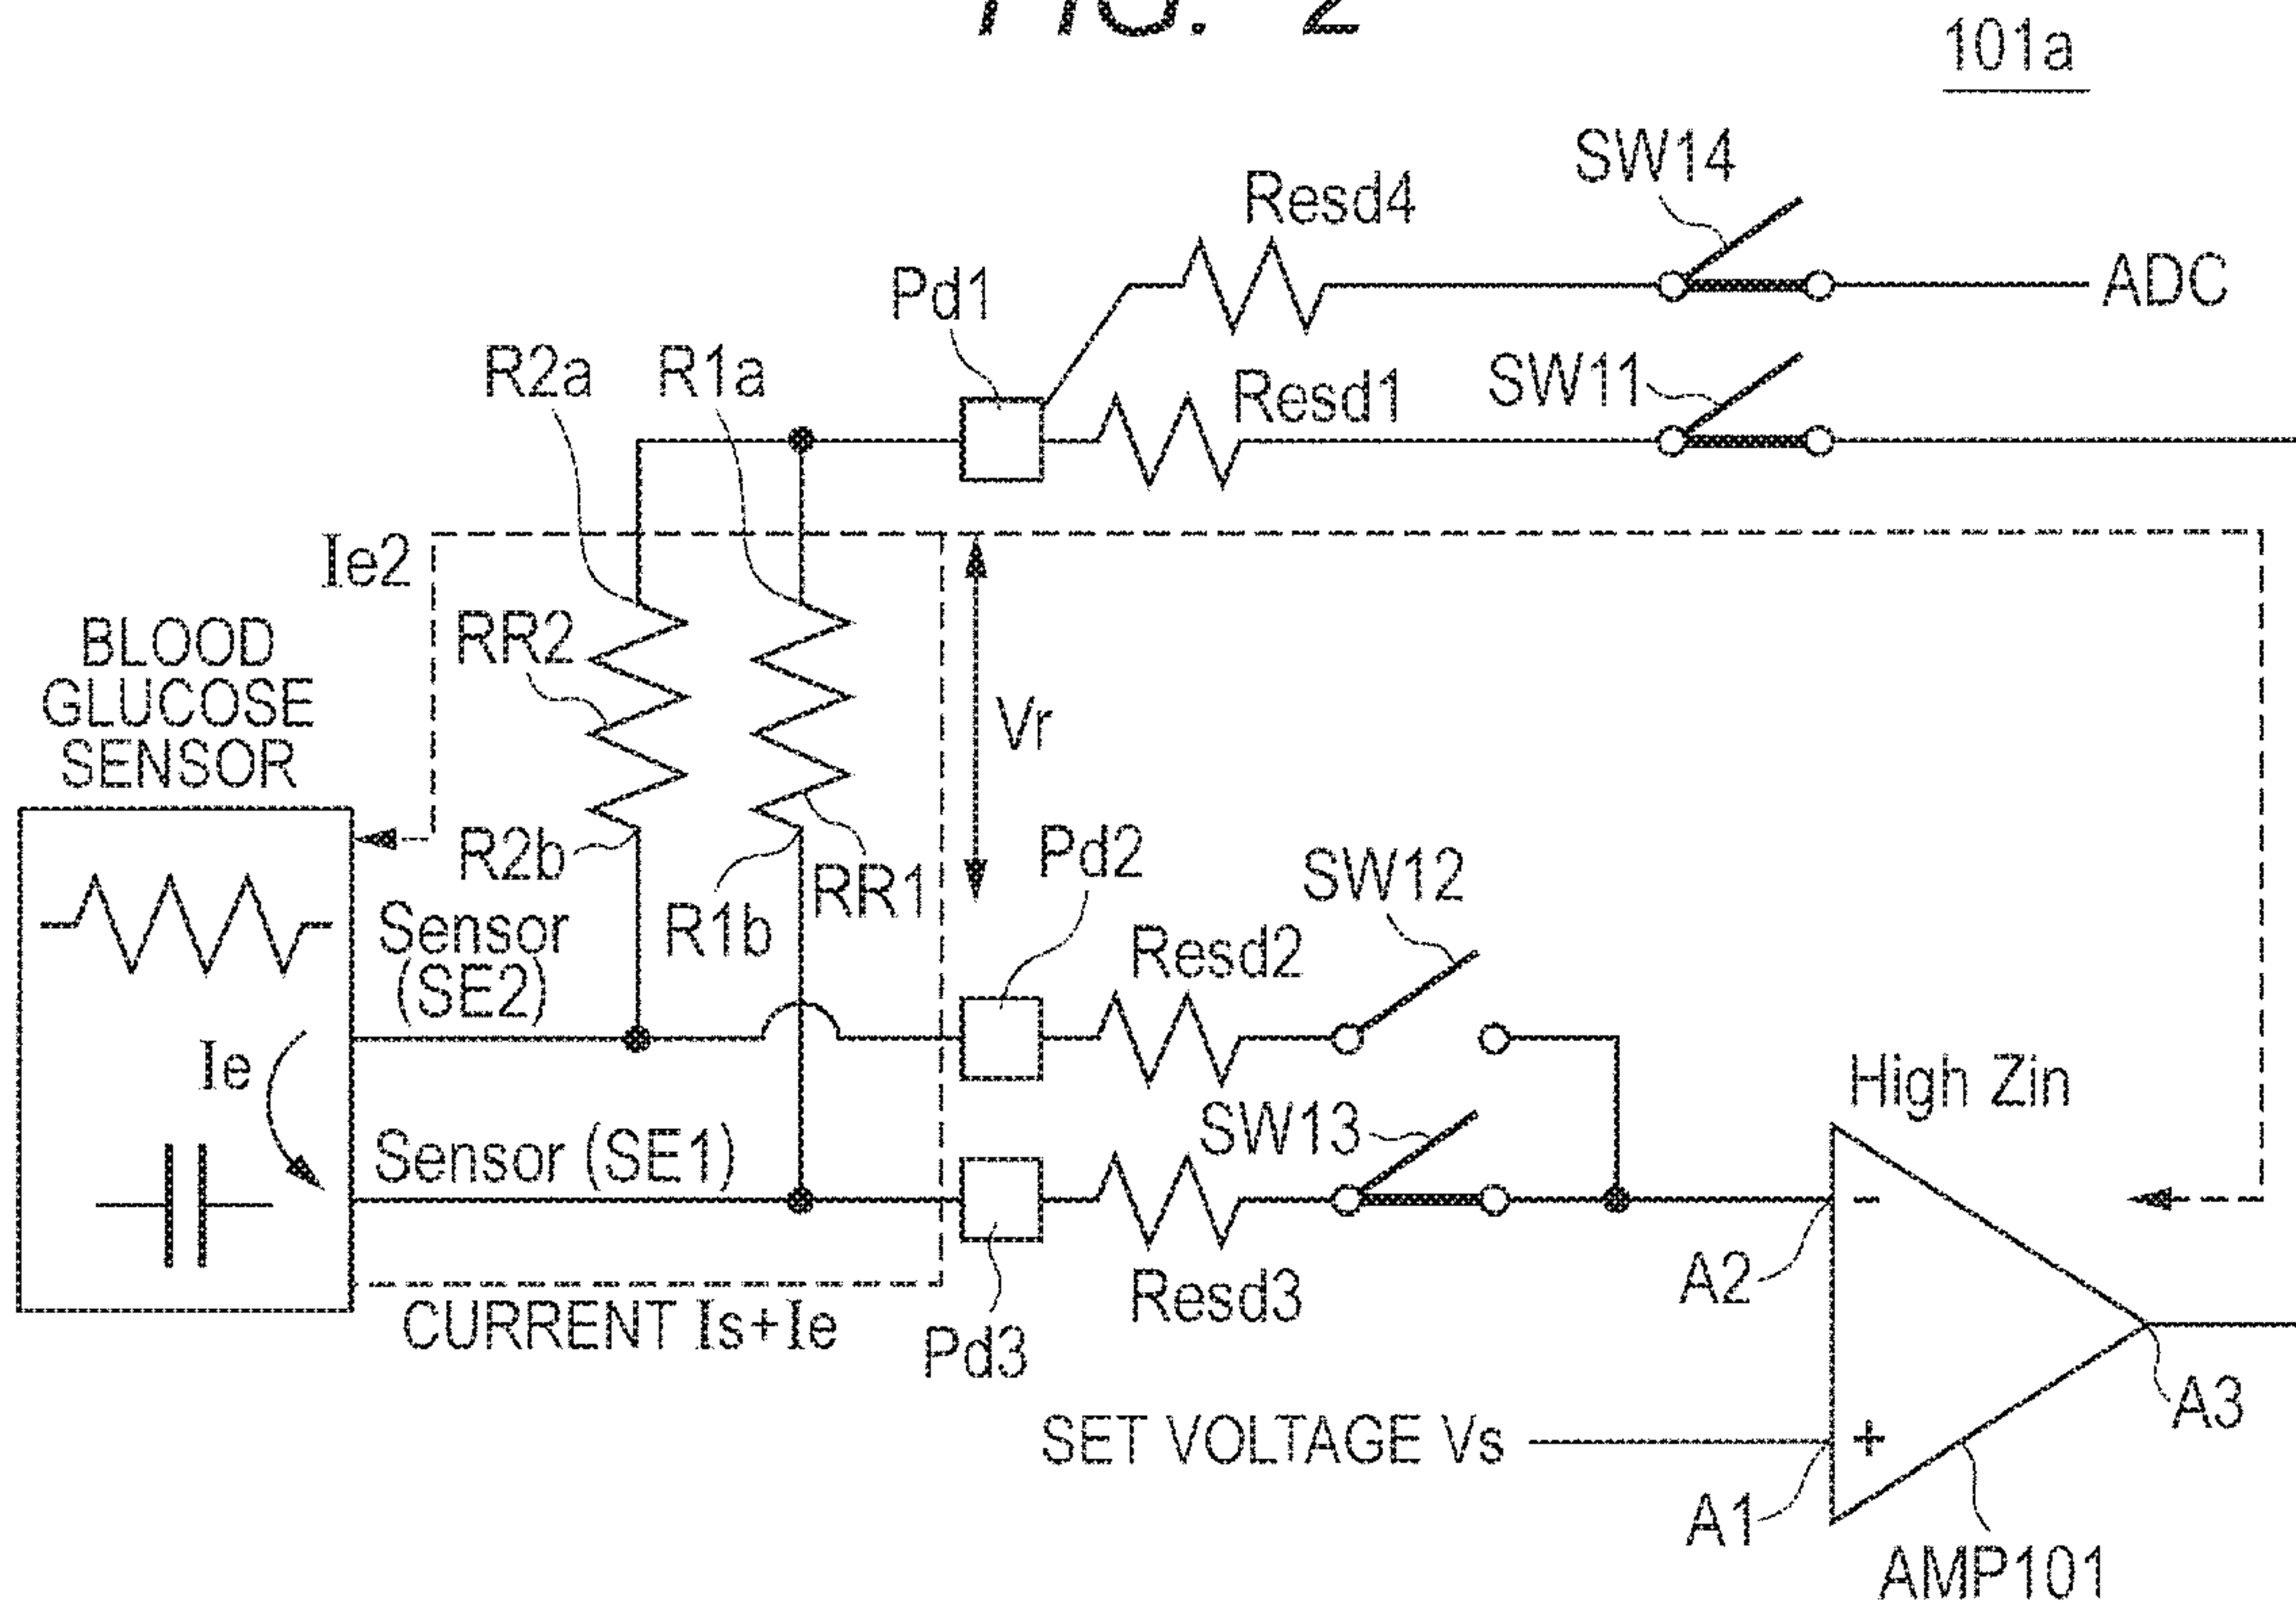 FIG. 2
101a
SW14
Resd4
ADC
Pd1
R2a
R1a
Resd1
SW11
Ie2
BLOOD
GLUCOSE
SENSOR
RR2
Vr
R2b
R1b
RR1
Pd2
SW12
Sensor
(SE2)
Resd2
Ie
High Zin
SW13
Sensor (SE1)
-
A2
Resd3
CURRENT Is+Ie
Pd3
A3
SET VOLTAGE Vs
+
A1
AMP101